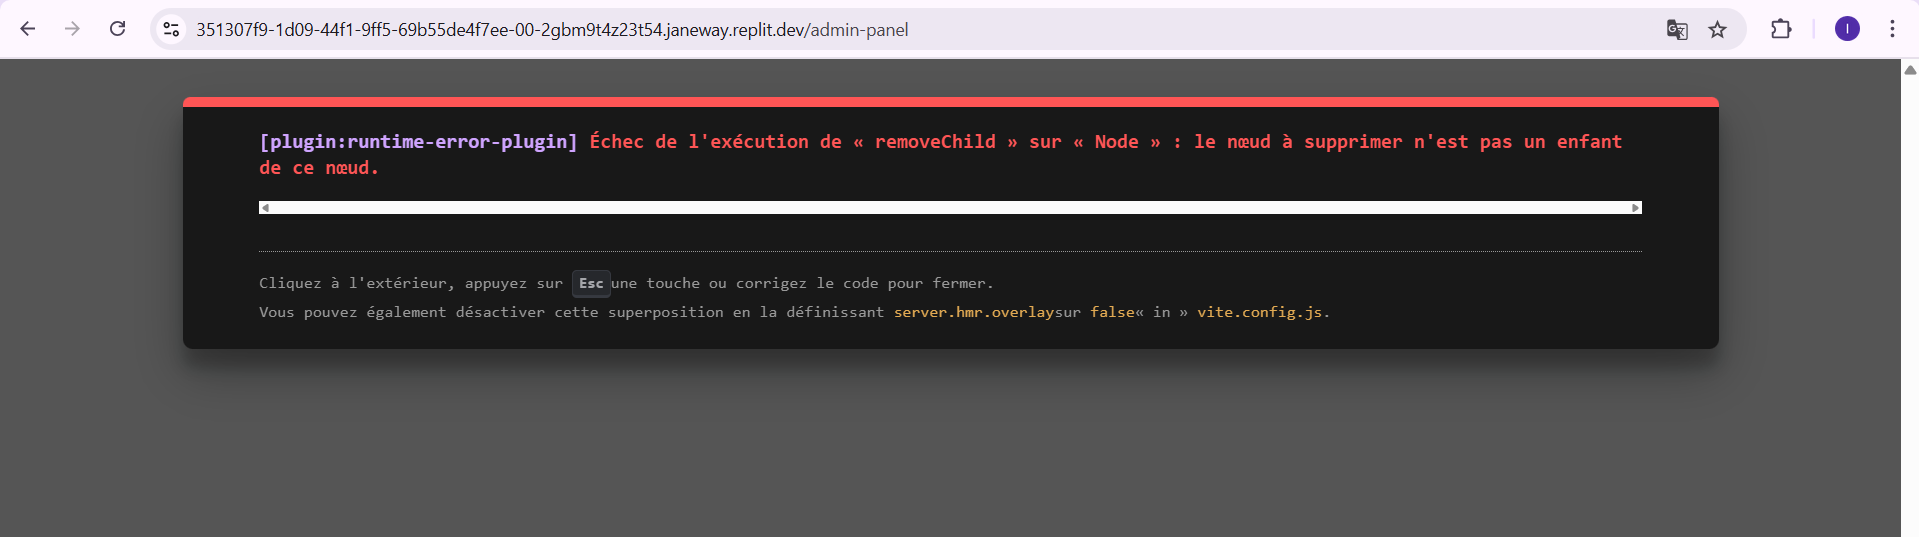 351307f9-1d09-44f1-9ff5-69b55de4f7ee-00-2gbm9t4z23t54.janeway.replit.dev/admin-panel
I
[plugin:runtime-error-plugin] Échec de l'exécution de « removeChild » sur « Node » : le nœud à supprimer n'est pas un enfant
de ce nœud.
Cliquez à l'extérieur, appuyez sur Esc une touche ou corrigez le code pour fermer.
Vous pouvez également désactiver cette superposition en la définissant server.hmr.overlaysur false« in » vite.config.js.